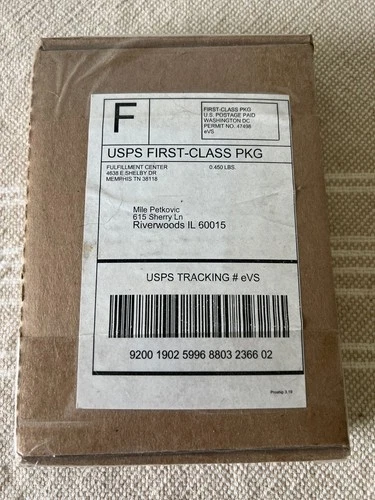 F
FIRST-CLASS PKG
U.S. POSTAGE PAID
WASHINGTON DC
PERMIT NO. 47498
eVS
USPS FIRST-CLASS PKG
FULFILLMENT CENTER 0.450 LBS.
4638 E SHELBY DR
MEMRHIS TN 38118
Mile Petkovic
615 Sherry Ln
Riverwoods IL 60015
USPS TRACKING # eVS
9200 1902 5996 8803 2366 02